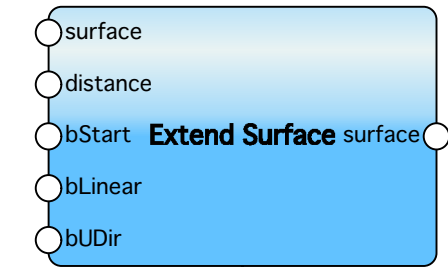 surface
distance
bStart Extend Surface surface
bLinear
bUDir